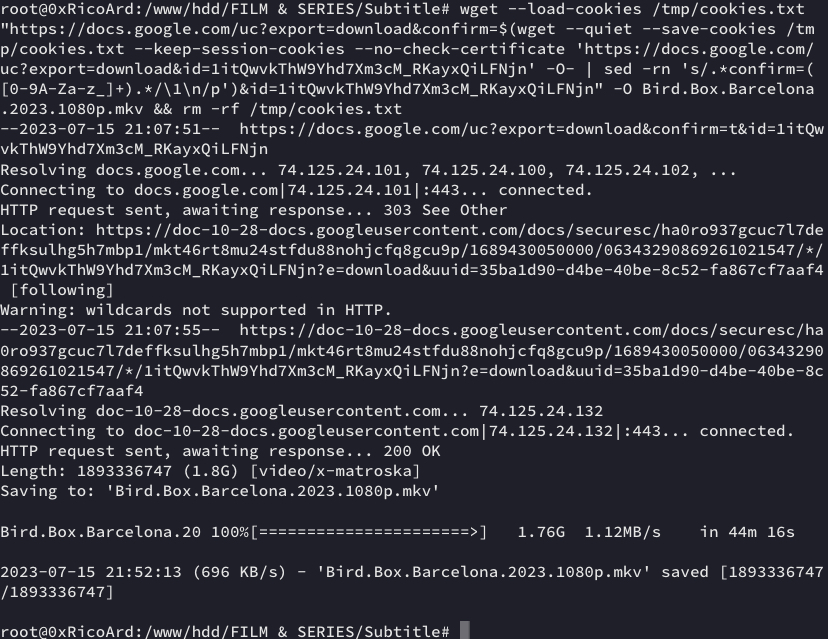 root@0xRicoArd:/www/hdd/FILM & SERIES/Subtitle# wget --load-cookies /tmp/cookies.txt
"https://docs.google.com/uc?export=download&confirm=$(wget --quiet --save-cookies /tm
p/cookies.txt --keep-session-cookies --no-check-certificate 'https://docs.google.com/
uc?export=download&id=1itQwvkThW9Yhd7Xm3cM_RKayxQiLFNjn' -O- | sed -rn 's/.*confirm=(
[0-9A-Za-z_]+).*/\1\n/p')&id=1itQwvkThW9Yhd7Xm3cM_RKayxQiLFNjn" -O Bird.Box.Barcelona
.2023.1080p.mkv && rm -rf /tmp/cookies.txt
--2023-07-15 21:07:51--  https://docs.google.com/uc?export=download&confirm=t&id=1itQw
vkThW9Yhd7Xm3cM_RKayxQiLFNjn
Resolving docs.google.com... 74.125.24.101, 74.125.24.100, 74.125.24.102, ...
Connecting to docs.google.com|74.125.24.101|:443... connected.
HTTP request sent, awaiting response... 303 See Other
Location: https://doc-10-28-docs.googleusercontent.com/docs/securesc/ha0ro937gcuc7l7de
ffksulhg5h7mbp1/mkt46rt8mu24stfdu88nohjcfq8gcu9p/1689430050000/06343290869261021547/*/
1itQwvkThW9Yhd7Xm3cM_RKayxQiLFNjn?e=download&uuid=35ba1d90-d4be-40be-8c52-fa867cf7aaf4
 [following]
Warning: wildcards not supported in HTTP.
--2023-07-15 21:07:55--  https://doc-10-28-docs.googleusercontent.com/docs/securesc/ha
0ro937gcuc7l7deffksulhg5h7mbp1/mkt46rt8mu24stfdu88nohjcfq8gcu9p/1689430050000/06343290
869261021547/*/1itQwvkThW9Yhd7Xm3cM_RKayxQiLFNjn?e=download&uuid=35ba1d90-d4be-40be-8c
52-fa867cf7aaf4
Resolving doc-10-28-docs.googleusercontent.com... 74.125.24.132
Connecting to doc-10-28-docs.googleusercontent.com|74.125.24.132|:443... connected.
HTTP request sent, awaiting response... 200 OK
Length: 1893336747 (1.8G) [video/x-matroska]
Saving to: 'Bird.Box.Barcelona.2023.1080p.mkv'

Bird.Box.Barcelona.20 100%[======================>]   1.76G  1.12MB/s    in 44m 16s

2023-07-15 21:52:13 (696 KB/s) - 'Bird.Box.Barcelona.2023.1080p.mkv' saved [1893336747
/1893336747]

root@0xRicoArd:/www/hdd/FILM & SERIES/Subtitle#